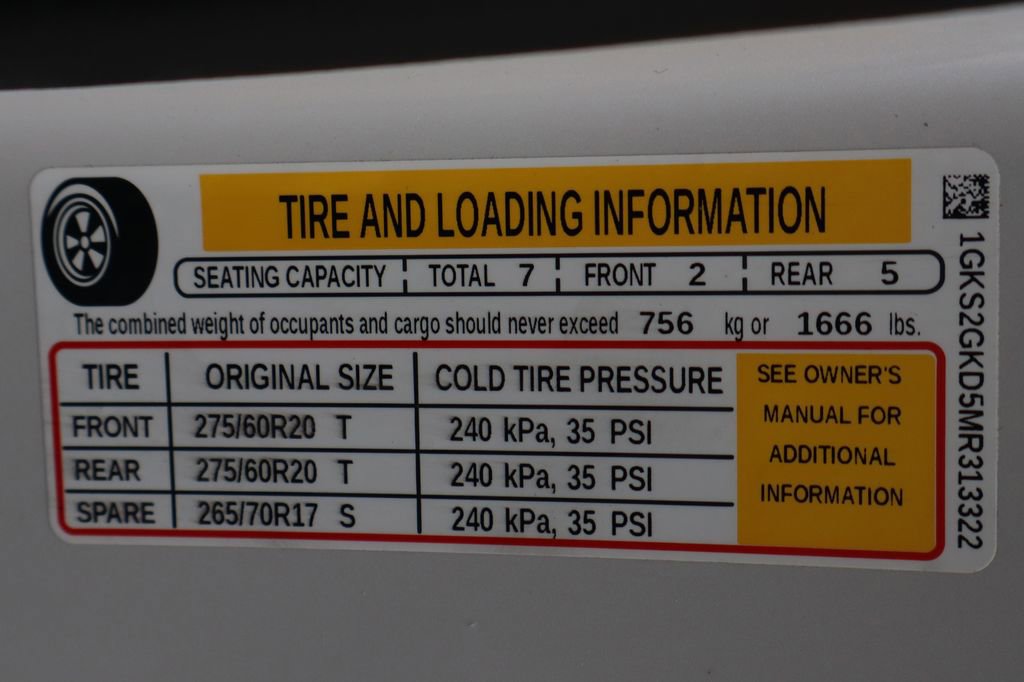 TIRE AND LOADING INFORMATION
SEATING CAPACITY TOTAL 7 FRONT 2 REAR 5
The combined weight of occupants and cargo should never exceed 756 kg or 1666 lbs.
TIRE ORIGINAL SIZE COLD TIRE PRESSURE
FRONT 275/60R20 T 240 kPa, 35 PSI
REAR 275/60R20 T 240 kPa, 35 PSI
SPARE 265/70R17 S 240 kPa, 35 PSI
SEE OWNER'S
MANUAL FOR
ADDITIONAL
INFORMATION
1GKS2GKD5MR313322